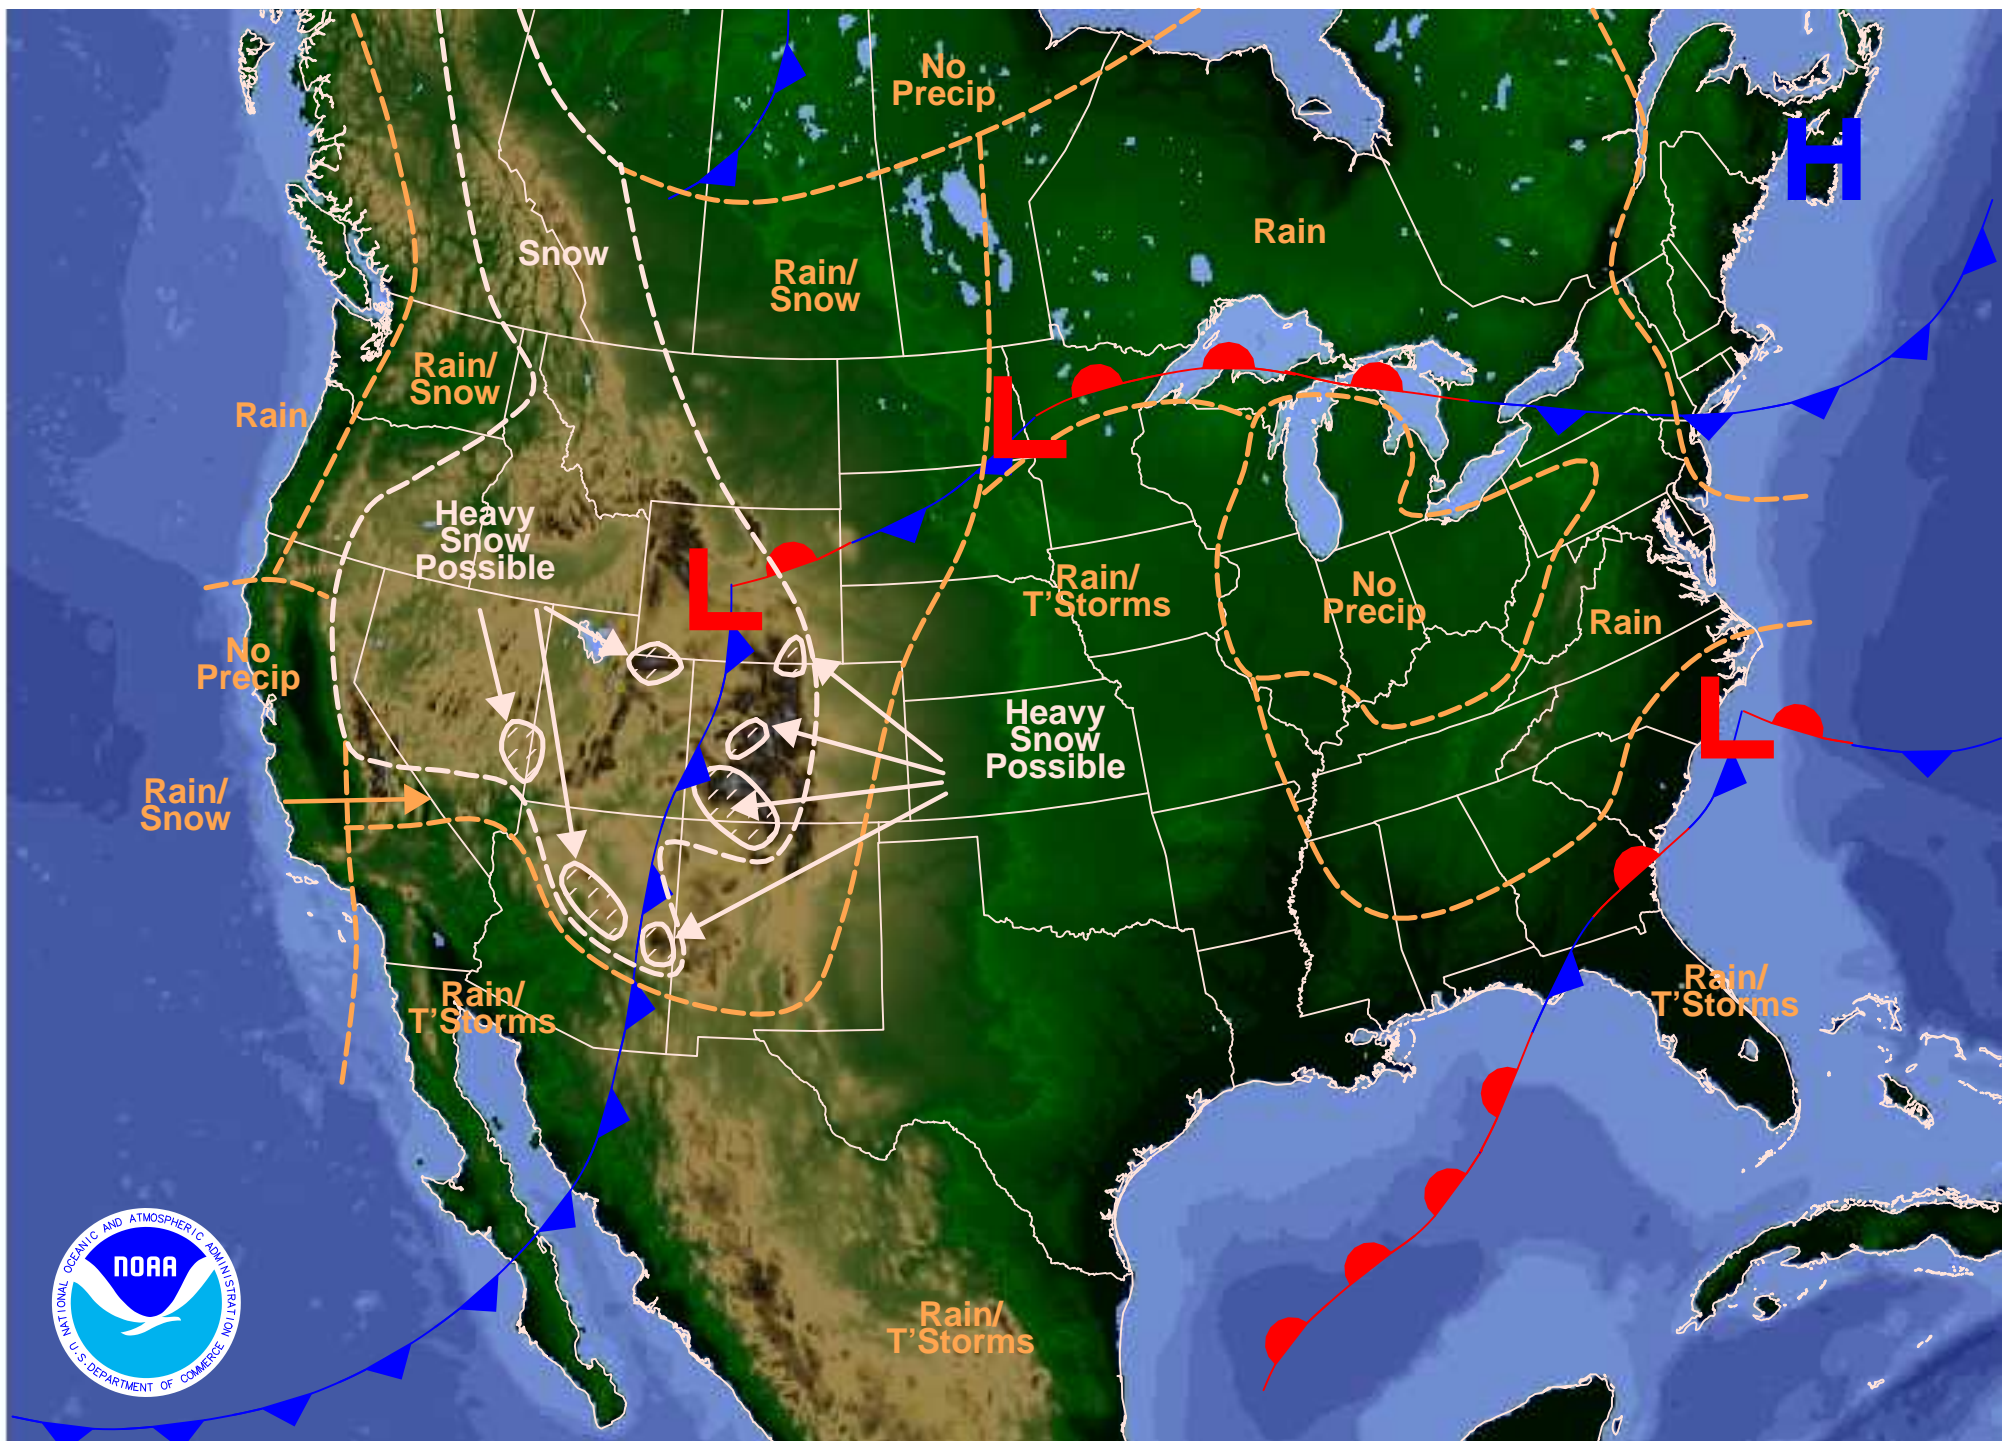 No
Precip
H
Snow
Rain
Rain/
Snow
Rain/
Snow
Rain
L
Heavy
Snow
Possible
L
Rain/
T'Storms
No
Precip
Rain
No
Precip
L
Heavy
Snow
Possible
Rain/
Snow
Rain/
T'Storms
Rain/
T'Storms
Rain/
T'Storms
NATIONAL OCEANIC AND ATMOSPHERIC ADMINISTRATION
NOAA
U.S. DEPARTMENT OF COMMERCE